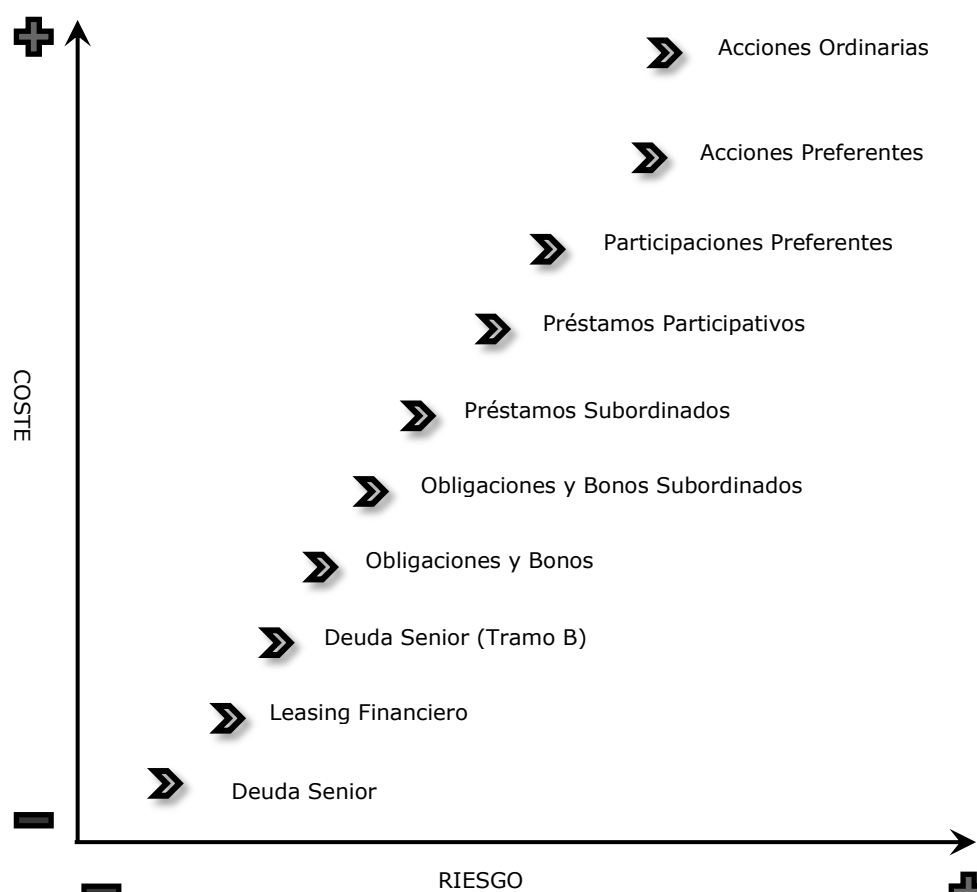 Acciones Ordinarias
Acciones Preferentes
Participaciones Preferentes
Préstamos Participativos
COSTE
Préstamos Subordinados
Obligaciones y Bonos Subordinados
Obligaciones y Bonos
Deuda Senior (Tramo B)
Leasing Financiero
Deuda Senior
RIESGO